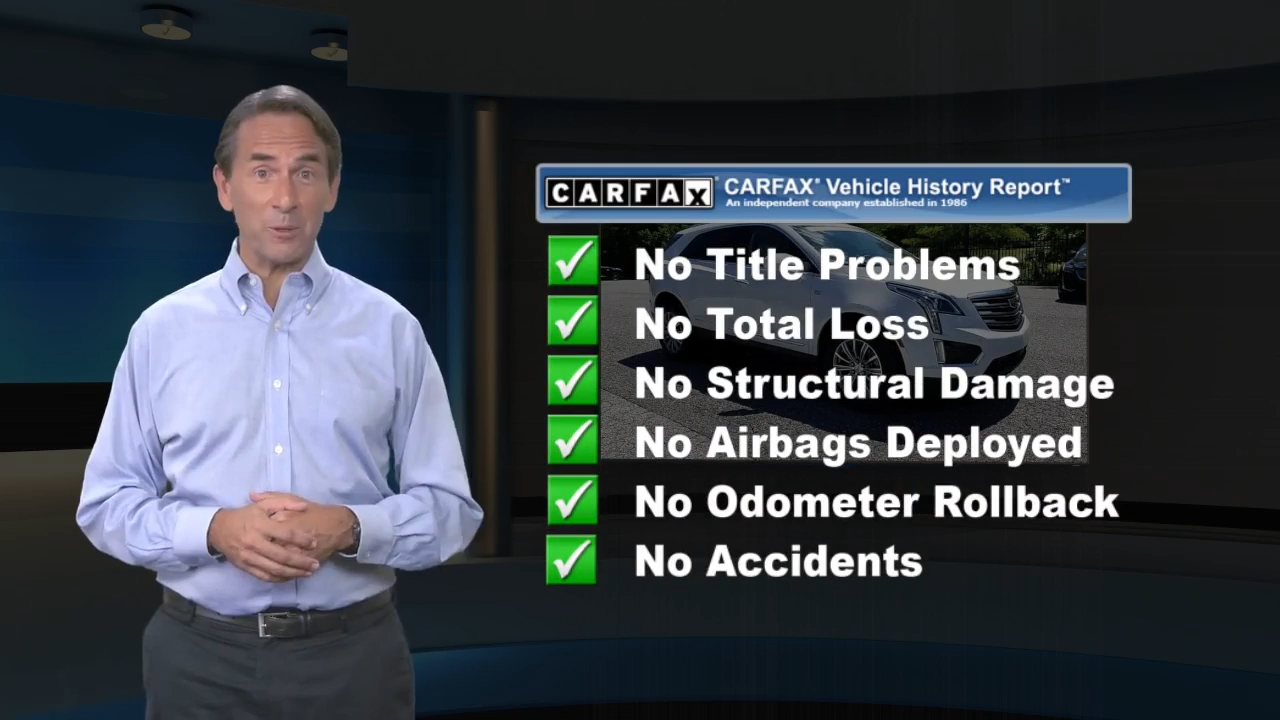 CARFAX® CARFAX® Vehicle History Report™
An independent company established in 1986
No Title Problems
No Total Loss
No Structural Damage
No Airbags Deployed
No Odometer Rollback
No Accidents